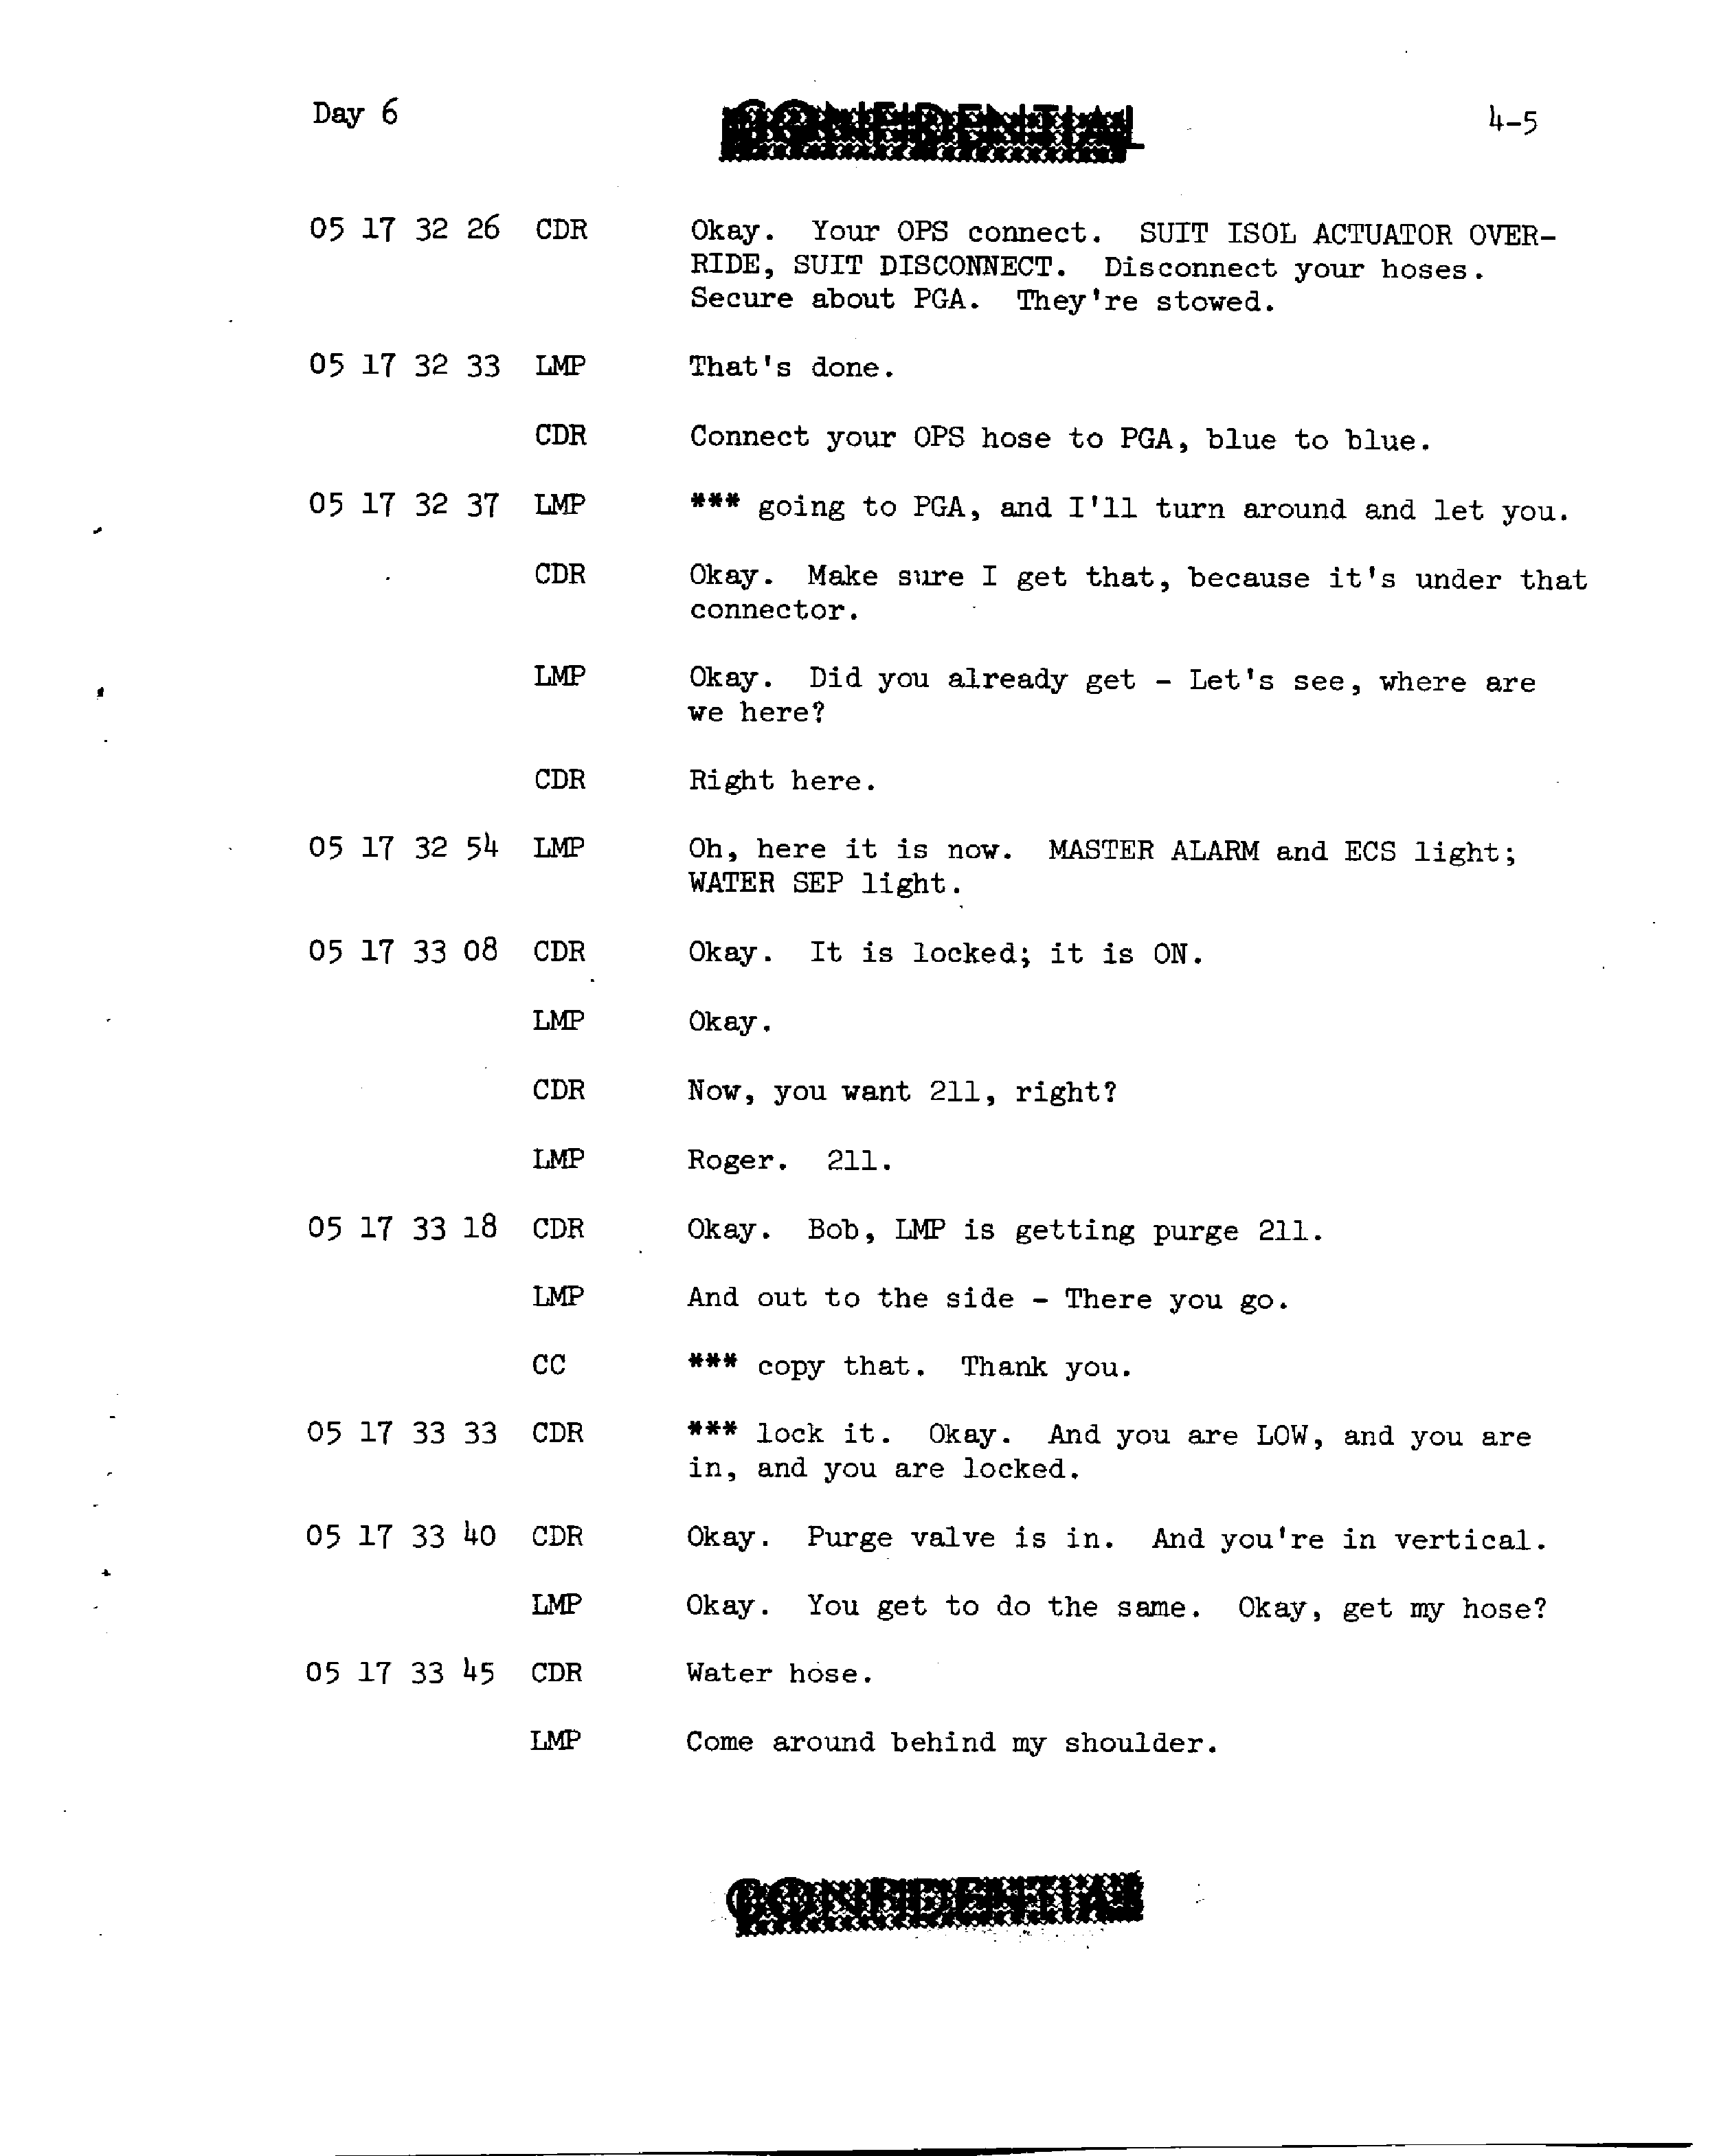 Day 6
CONFIDENTIAL
4-5
05 17 32 26 CDR Okay. Your OPS connect. SUIT ISOL ACTUATOR OVER-
RIDE, SUIT DISCONNECT. Disconnect your hoses.
Secure about PGA. They're stowed.
05 17 32 33 LMP That's done.
CDR Connect your OPS hose to PGA, blue to blue.
05 17 32 37 LMP *** going to PGA, and I'll turn around and let you.
CDR Okay. Make sure I get that, because it's under that
connector.
LMP Okay. Did you already get - Let's see, where are
we here?
CDR Right here.
05 17 32 54 LMP Oh, here it is now. MASTER ALARM and ECS light;
WATER SEP light.
05 17 33 08 CDR Okay. It is locked; it is ON.
LMP Okay.
CDR Now, you want 211, right?
LMP Roger. 211.
05 17 33 18 CDR Okay. Bob, LMP is getting purge 211.
LMP And out to the side - There you go.
CC *** copy that. Thank you.
05 17 33 33 CDR *** lock it. Okay. And you are LOW, and you are
in, and you are locked.
05 17 33 40 CDR Okay. Purge valve is in. And you're in vertical.
LMP Okay. You get to do the same. Okay, get my hose?
05 17 33 45 CDR Water hose.
LMP Come around behind my shoulder.
CONFIDENTIAL